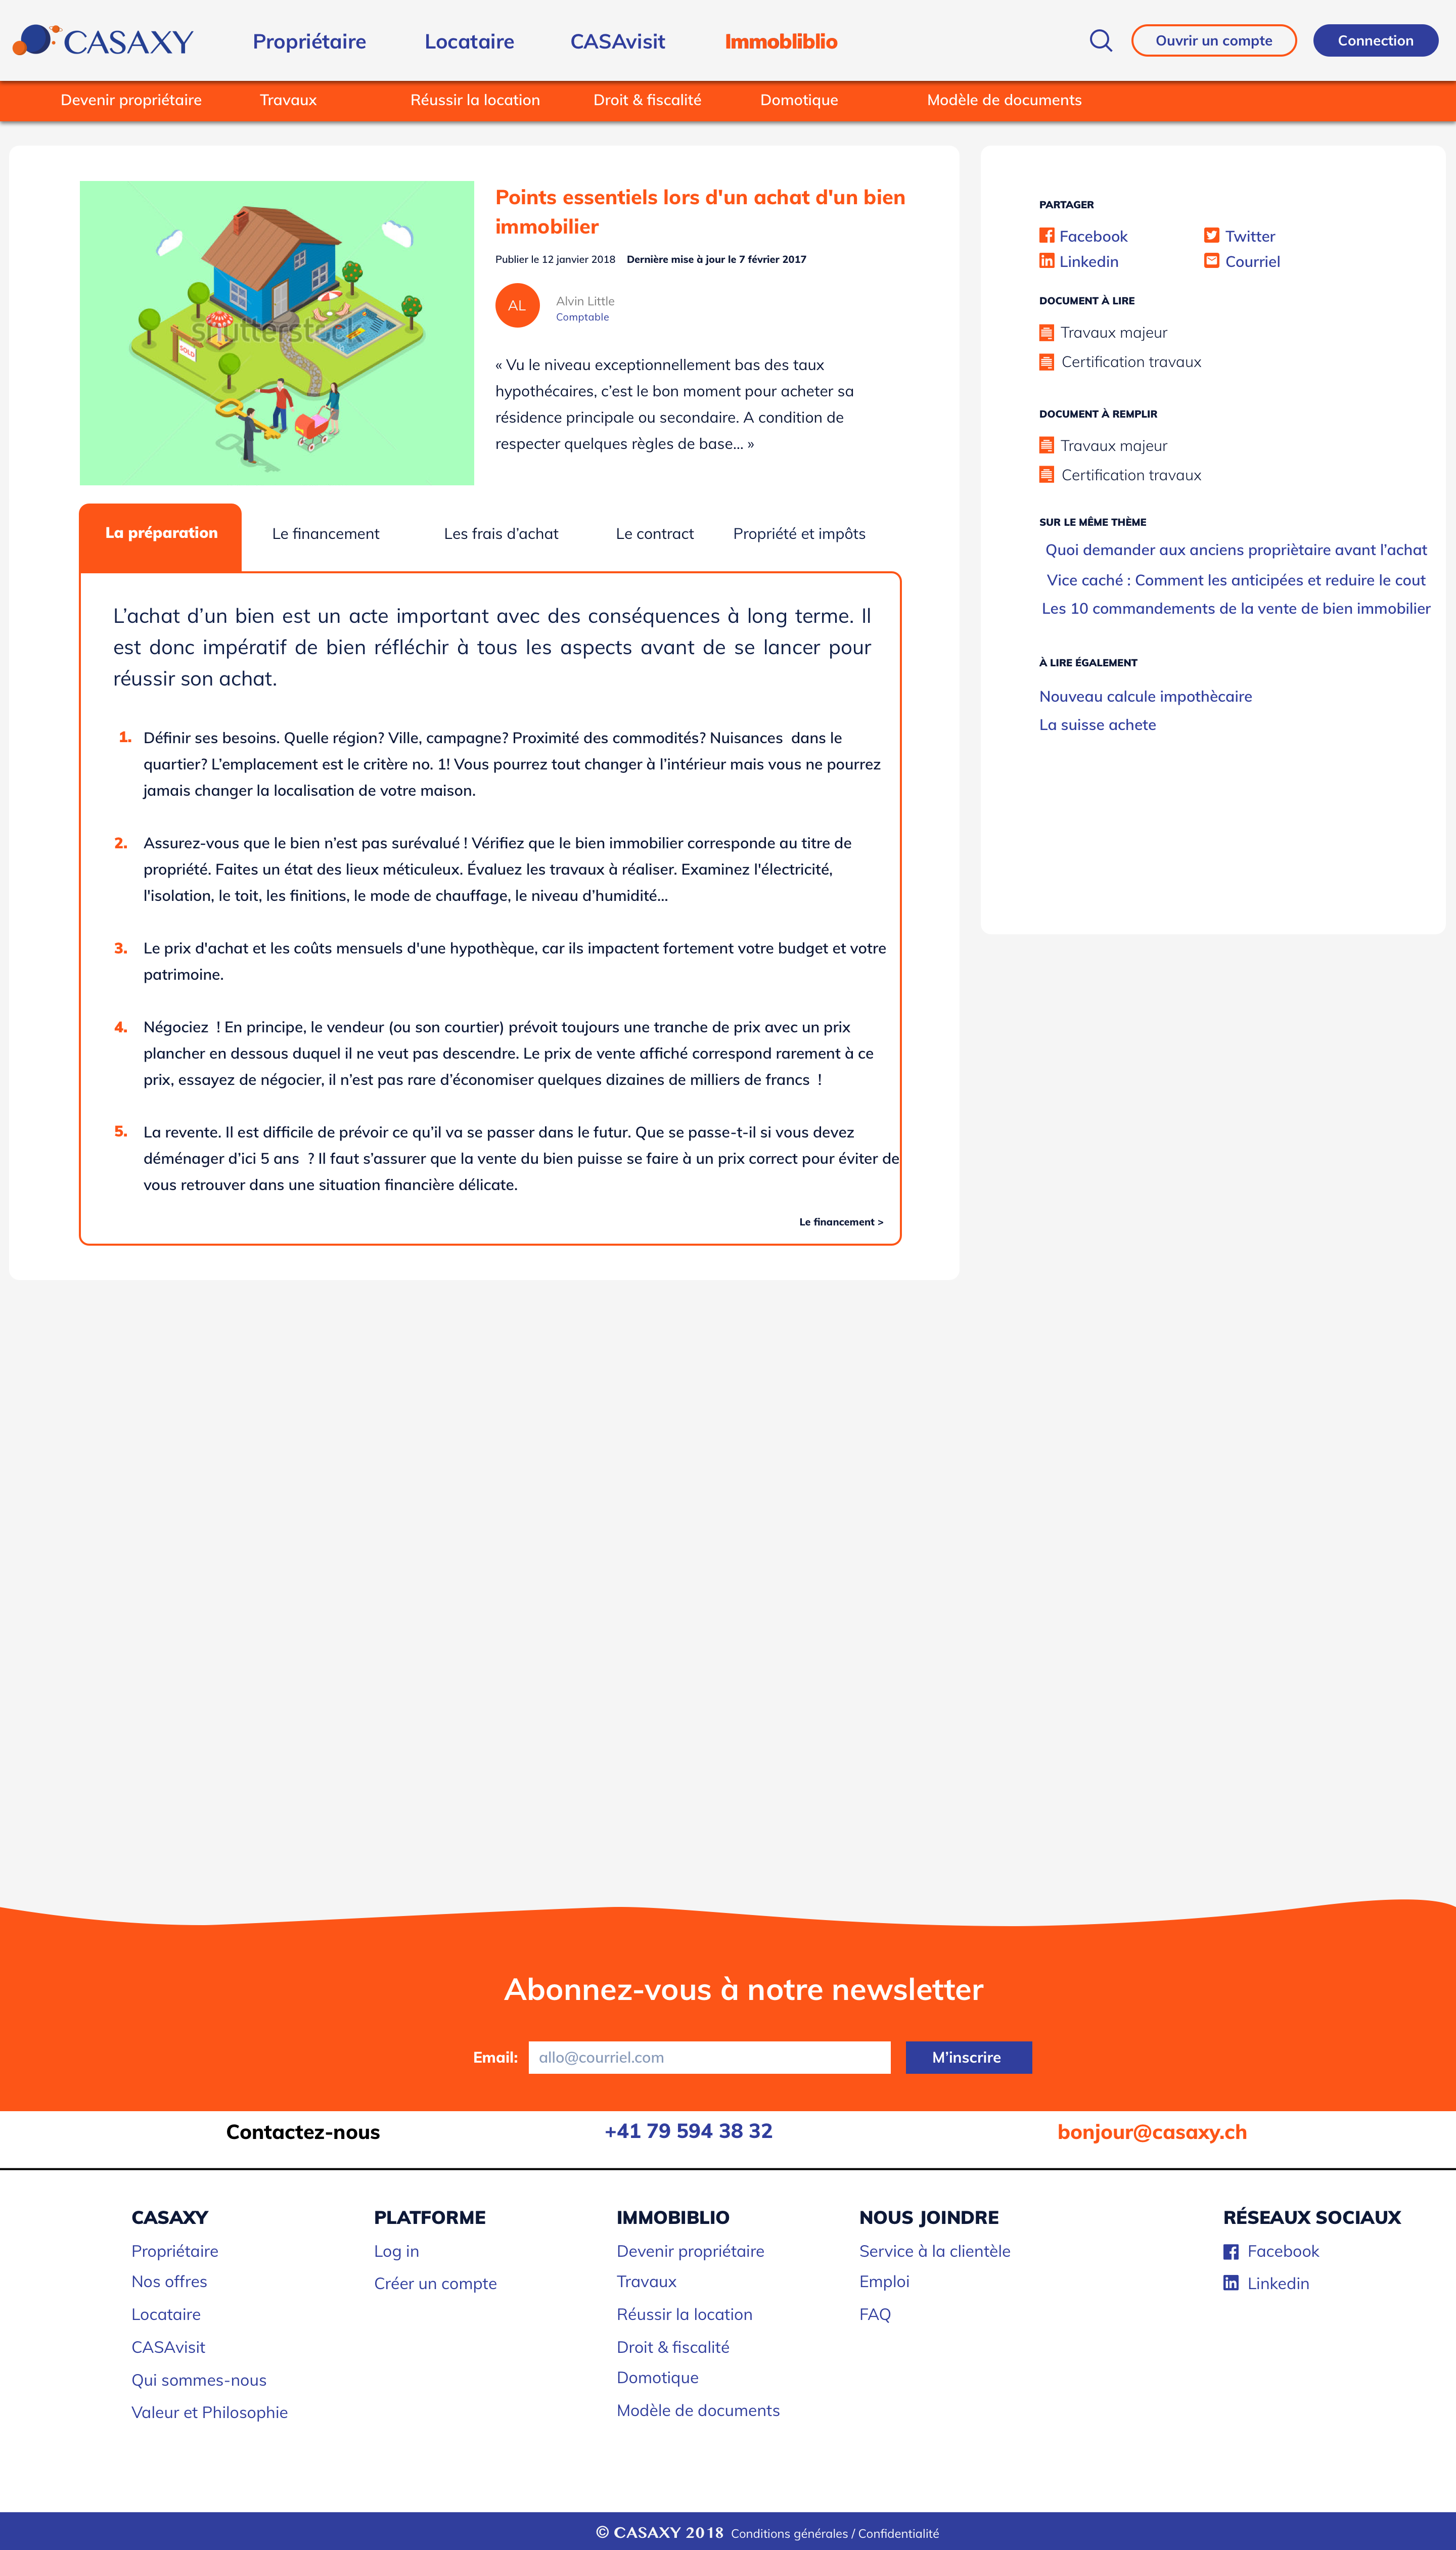 CASAXY
Propriétaire
Locataire
CASAvisit
Immobliblio
Ouvrir un compte
Connection
Devenir propriétaire
Travaux
Réussir la location
Droit & fiscalité
Domotique
Modèle de documents
shutterstock
SOLD
Points essentiels lors d'un achat d'un bien
immobilier
Publier le 12 janvier 2018 Dernière mise à jour le 7 février 2017
AL
Alvin Little
Comptable
« Vu le niveau exceptionnellement bas des taux
hypothécaires, c’est le bon moment pour acheter sa
résidence principale ou secondaire. A condition de
respecter quelques règles de base... »
La préparation
Le financement
Les frais d’achat
Le contract
Propriété et impôts
L’achat d’un bien est un acte important avec des conséquences à long terme. Il
est donc impératif de bien réfléchir à tous les aspects avant de se lancer pour
réussir son achat.
1. Définir ses besoins. Quelle région? Ville, campagne? Proximité des commodités? Nuisances dans le
quartier? L’emplacement est le critère no. 1! Vous pourrez tout changer à l’intérieur mais vous ne pourrez
jamais changer la localisation de votre maison.
2. Assurez-vous que le bien n’est pas surévalué ! Vérifiez que le bien immobilier corresponde au titre de
propriété. Faites un état des lieux méticuleux. Évaluez les travaux à réaliser. Examinez l'électricité,
l'isolation, le toit, les finitions, le mode de chauffage, le niveau d’humidité...
3. Le prix d'achat et les coûts mensuels d'une hypothèque, car ils impactent fortement votre budget et votre
patrimoine.
4. Négociez ! En principe, le vendeur (ou son courtier) prévoit toujours une tranche de prix avec un prix
plancher en dessous duquel il ne veut pas descendre. Le prix de vente affiché correspond rarement à ce
prix, essayez de négocier, il n’est pas rare d’économiser quelques dizaines de milliers de francs !
5. La revente. Il est difficile de prévoir ce qu’il va se passer dans le futur. Que se passe-t-il si vous devez
déménager d’ici 5 ans ? Il faut s’assurer que la vente du bien puisse se faire à un prix correct pour éviter de
vous retrouver dans une situation financière délicate.
Le financement >
PARTAGER
Facebook
Twitter
Linkedin
Courriel
DOCUMENT À LIRE
Travaux majeur
Certification travaux
DOCUMENT À REMPLIR
Travaux majeur
Certification travaux
SUR LE MÊME THÈME
Quoi demander aux anciens propriètaire avant l’achat
Vice caché : Comment les anticipées et reduire le cout
Les 10 commandements de la vente de bien immobilier
À LIRE ÉGALEMENT
Nouveau calcule impothècaire
La suisse achete
Abonnez-vous à notre newsletter
Email:
allo@courriel.com
M’inscrire
Contactez-nous
+41 79 594 38 32
bonjour@casaxy.ch
CASAXY
Propriétaire
Nos offres
Locataire
CASAvisit
Qui sommes-nous
Valeur et Philosophie
PLATFORME
Log in
Créer un compte
IMMOBIBLIO
Devenir propriétaire
Travaux
Réussir la location
Droit & fiscalité
Domotique
Modèle de documents
NOUS JOINDRE
Service à la clientèle
Emploi
FAQ
RÉSEAUX SOCIAUX
Facebook
Linkedin
© CASAXY 2018 Conditions générales / Confidentialité